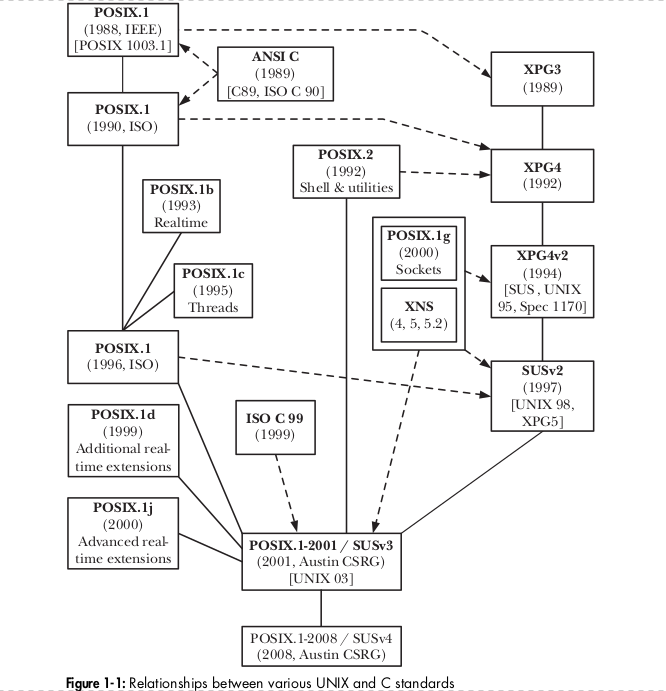 POSIX.1
(1988, IEEE)
[POSIX 1003.1]
ANSI C
(1989)
[C89, ISO C 90]
XPG3
(1989)
POSIX.1
(1990, ISO)
POSIX.2
(1992)
Shell & utilities
XPG4
(1992)
POSIX.1b
(1993)
Realtime
POSIX.1g
(2000)
Sockets
XPG4v2
(1994)
[SUS , UNIX
95, Spec 1170]
POSIX.1c
(1995)
Threads
XNS
(4, 5, 5.2)
POSIX.1
(1996, ISO)
SUSv2
(1997)
[UNIX 98,
XPG5]
POSIX.1d
(1999)
Additional real-
time extensions
ISO C 99
(1999)
POSIX.1j
(2000)
Advanced real-
time extensions
POSIX.1-2001 / SUSv3
(2001, Austin CSRG)
[UNIX 03]
POSIX.1-2008 / SUSv4
(2008, Austin CSRG)
Figure 1-1: Relationships between various UNIX and C standards